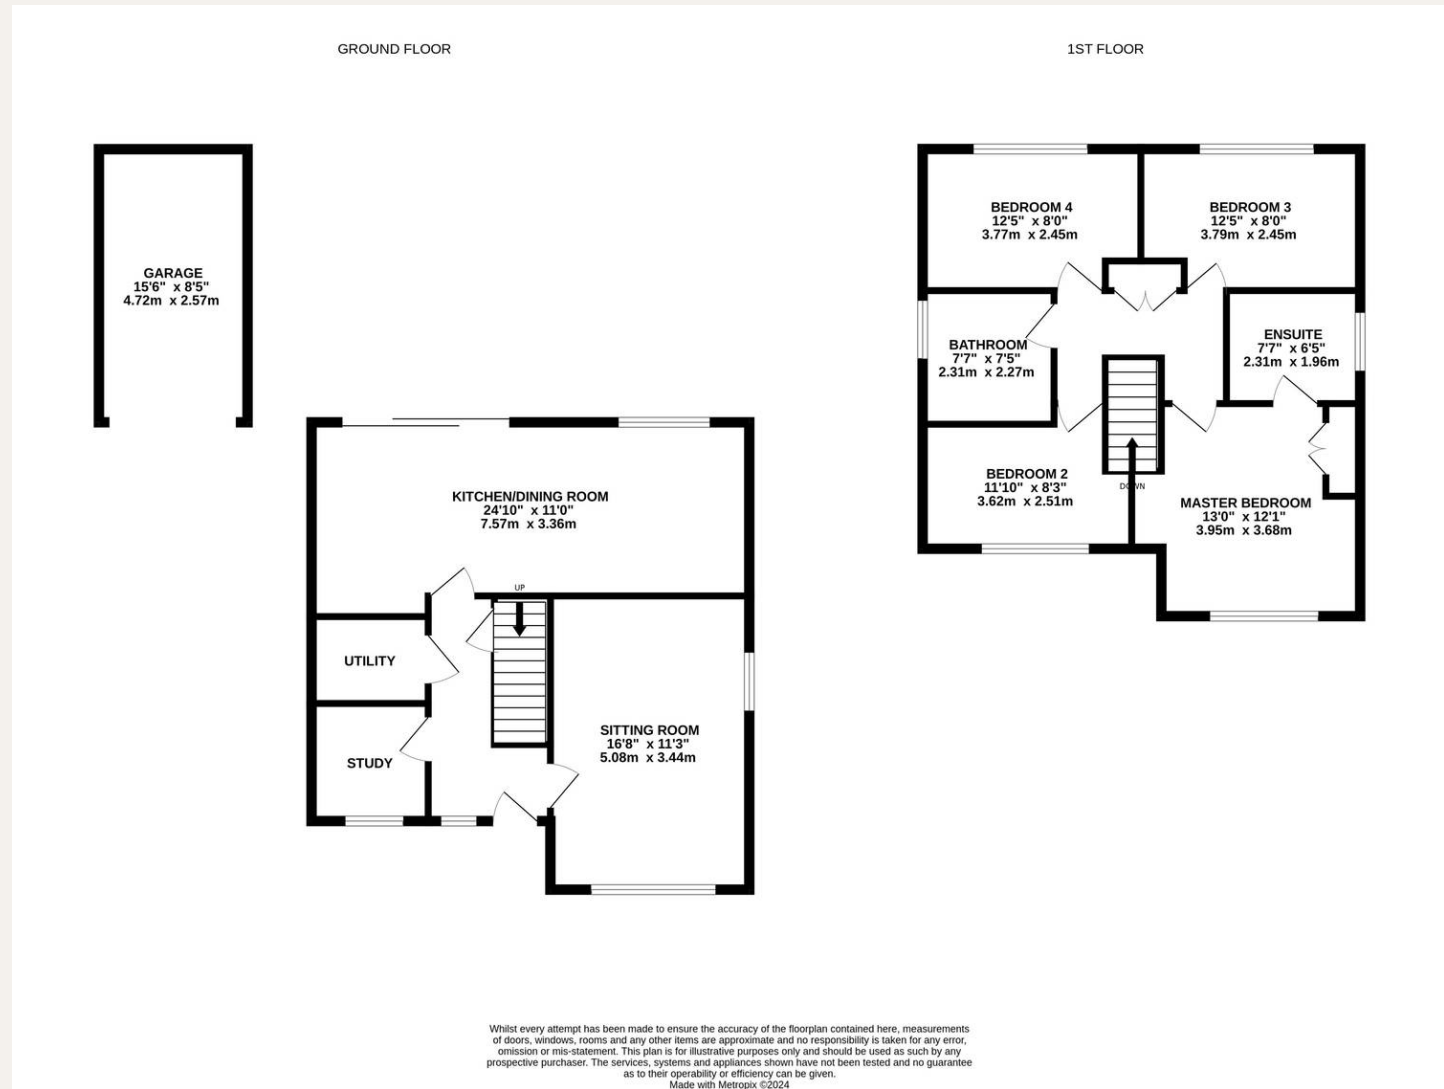 GROUND FLOOR
GARAGE
15'6" x 8'5"
4.72m x 2.57m
KITCHEN/DINING ROOM
24'10" x 11'0"
7.57m x 3.36m
UP
UTILITY
STUDY
SITTING ROOM
16'8" x 11'3"
5.08m x 3.44m
1ST FLOOR
BEDROOM 4
12'5" x 8'0"
3.77m x 2.45m
BEDROOM 3
12'5" x 8'0"
3.79m x 2.45m
BATHROOM
7'7" x 7'5"
2.31m x 2.27m
ENSUITE
7'7" x 6'5"
2.31m x 1.96m
BEDROOM 2
11'10" x 8'3"
3.62m x 2.51m
DOWN
MASTER BEDROOM
13'0" x 12'1"
3.95m x 3.68m
Whilst every attempt has been made to ensure the accuracy of the floorplan contained here, measurements
of doors, windows, rooms and any other items are approximate and no responsibility is taken for any error,
omission or mis-statement. This plan is for illustrative purposes only and should be used as such by any
prospective purchaser. The services, systems and appliances shown have not been tested and no guarantee
as to their operability or efficiency can be given.
Made with Metropix ©2024